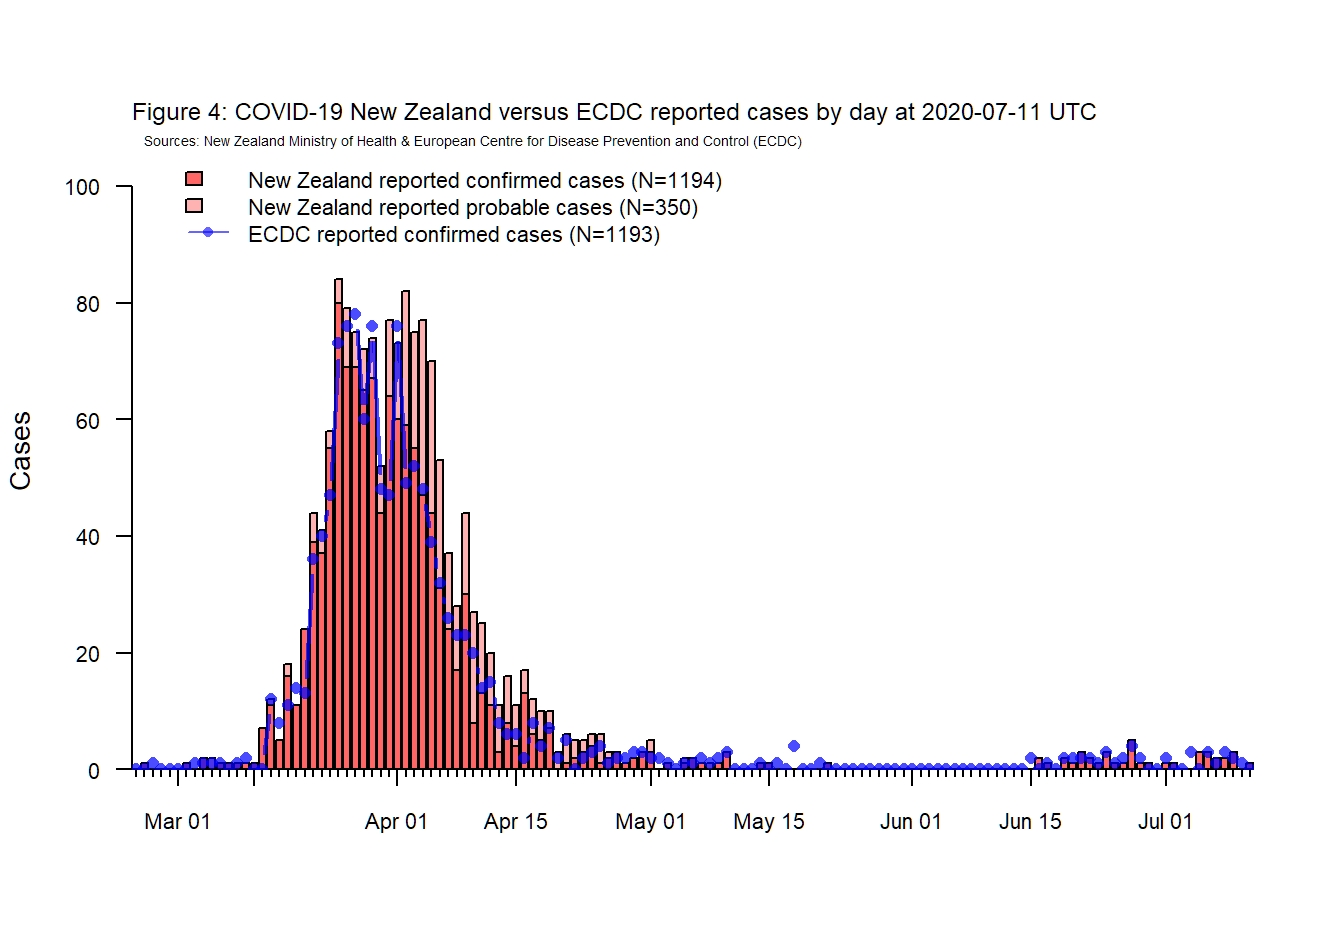 Figure 4: COVID-19 New Zealand versus ECDC reported cases by day at 2020-07-11 UTC
Sources: New Zealand Ministry of Health & European Centre for Disease Prevention and Control (ECDC)
New Zealand reported confirmed cases (N=1194)
New Zealand reported probable cases (N=350)
ECDC reported confirmed cases (N=1193)
Cases
100
80
60
40
20
0
Mar 01 Apr 01 Apr 15 May 01 May 15 Jun 01 Jun 15 Jul 01